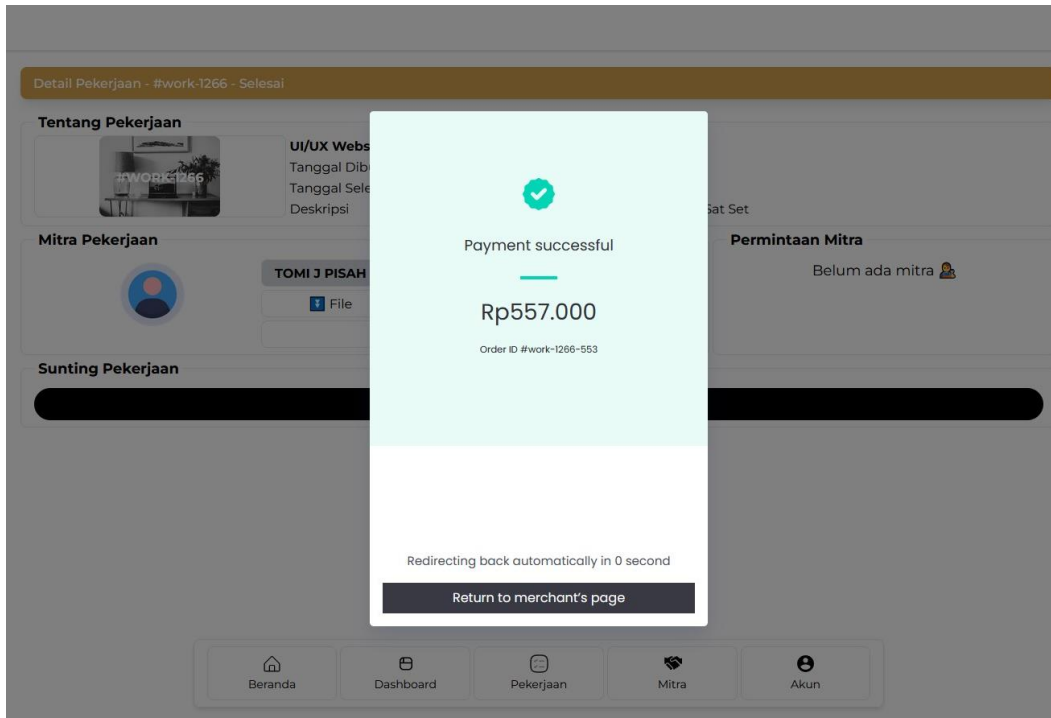 Detail Pekerjaan - #work-1266 - Selesai
Tentang Pekerjaan
#WORK-1266
UI/UX Webs
Tanggal Dib
Tanggal Sele
Deskripsi
Sat Set
Mitra Pekerjaan
TOMI J PISAH
File
Permintaan Mitra
Belum ada mitra
Sunting Pekerjaan
Payment successful
Rp557.000
Order ID #work-1266-553
Redirecting back automatically in 0 second
Return to merchant's page
Beranda
Dashboard
Pekerjaan
Mitra
Akun